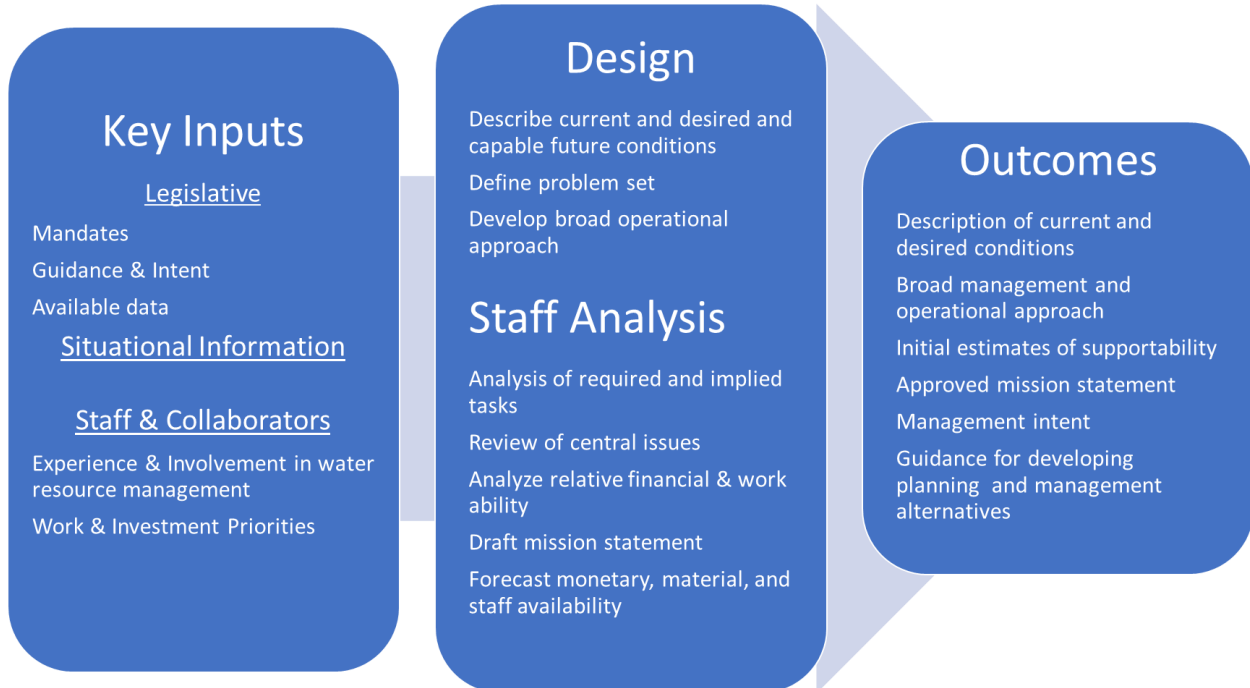 Key Inputs
Legislative
Mandates
Guidance & Intent
Available data
Situational Information
Staff & Collaborators
Experience & Involvement in water
resource management
Work & Investment Priorities
Design
Describe current and desired and
capable future conditions
Define problem set
Develop broad operational
approach
Staff Analysis
Analysis of required and implied
tasks
Review of central issues
Analyze relative financial & work
ability
Draft mission statement
Forecast monetary, material, and
staff availability
Outcomes
Description of current and
desired conditions
Broad management and
operational approach
Initial estimates of supportability
Approved mission statement
Management intent
Guidance for developing
planning and management
alternatives